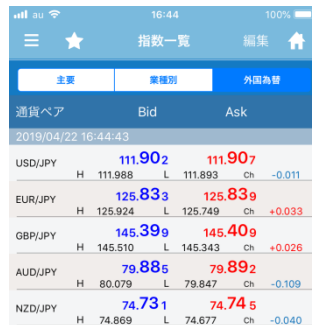 au 16:44 100%
指数一覧 編集
主要 業種別 外国為替
通貨ペア Bid Ask
2019/04/22 16:44:43
USD/JPY 111.902 111.907
H 111.988 L 111.893 Ch -0.011
EUR/JPY 125.833 125.839
H 125.924 L 125.749 Ch +0.033
GBP/JPY 145.399 145.409
H 145.510 L 145.343 Ch +0.026
AUD/JPY 79.885 79.892
H 80.079 L 79.847 Ch -0.109
NZD/JPY 74.731 74.745
H 74.869 L 74.677 Ch -0.040